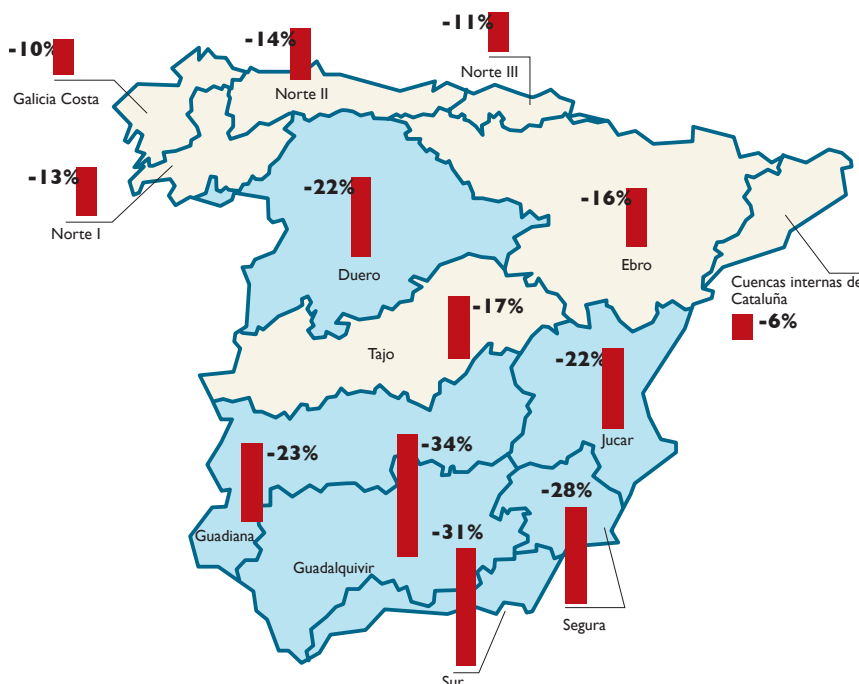 -10%
Galicia Costa
-14%
Norte II
-11%
Norte III
-13%
Norte I
-22%
Duero
-16%
Ebro
Cuencas internas de
Cataluña
-6%
-17%
Tajo
-22%
Jucar
-23%
Guadiana
-34%
Guadalquivir
-28%
Segura
-31%
Sur